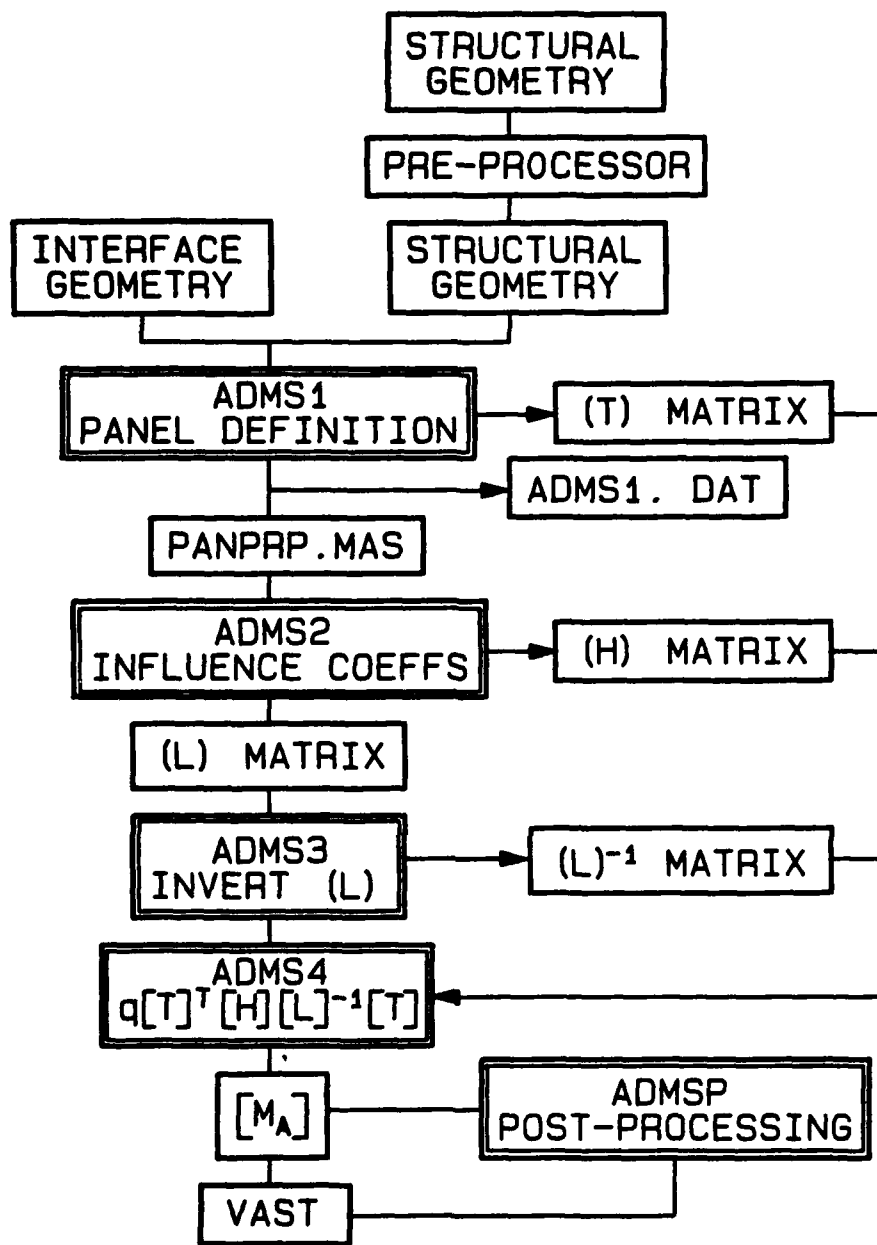 STRUCTURAL
GEOMETRY
PRE-PROCESSOR
INTERFACE
GEOMETRY
STRUCTURAL
GEOMETRY
ADMS1
PANEL DEFINITION
(T) MATRIX
ADMS1. DAT
PANPRP.MAS
ADMS2
INFLUENCE COEFFS
(H) MATRIX
(L) MATRIX
ADMS3
INVERT (L)
(L)⁻¹ MATRIX
ADMS4
q[T]ᵀ[H][L]⁻¹[T]
[M_A]
ADMSP
POST-PROCESSING
VAST